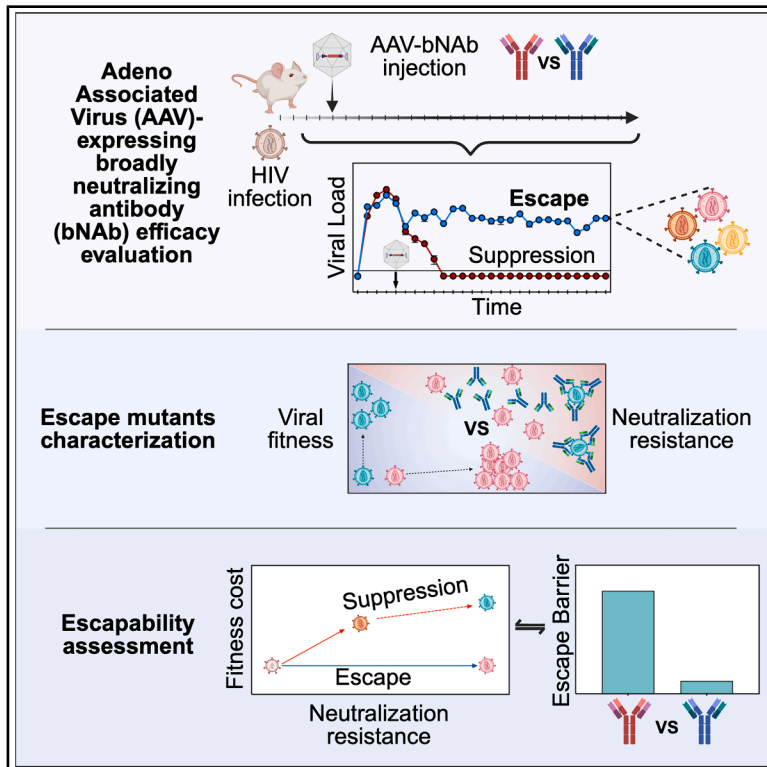 Adeno
Associated
Virus (AAV)-
expressing
broadly
neutralizing
antibody
(bNAb) efficacy
evaluation
AAV-bNAb
injection
VS
HIV
infection
Viral Load
Escape
Suppression
Time
Escape mutants
characterization
Viral
fitness
VS
Neutralization
resistance
Escapability
assessment
Fitness cost
Suppression
Escape
Neutralization
resistance
Escape Barrier
VS